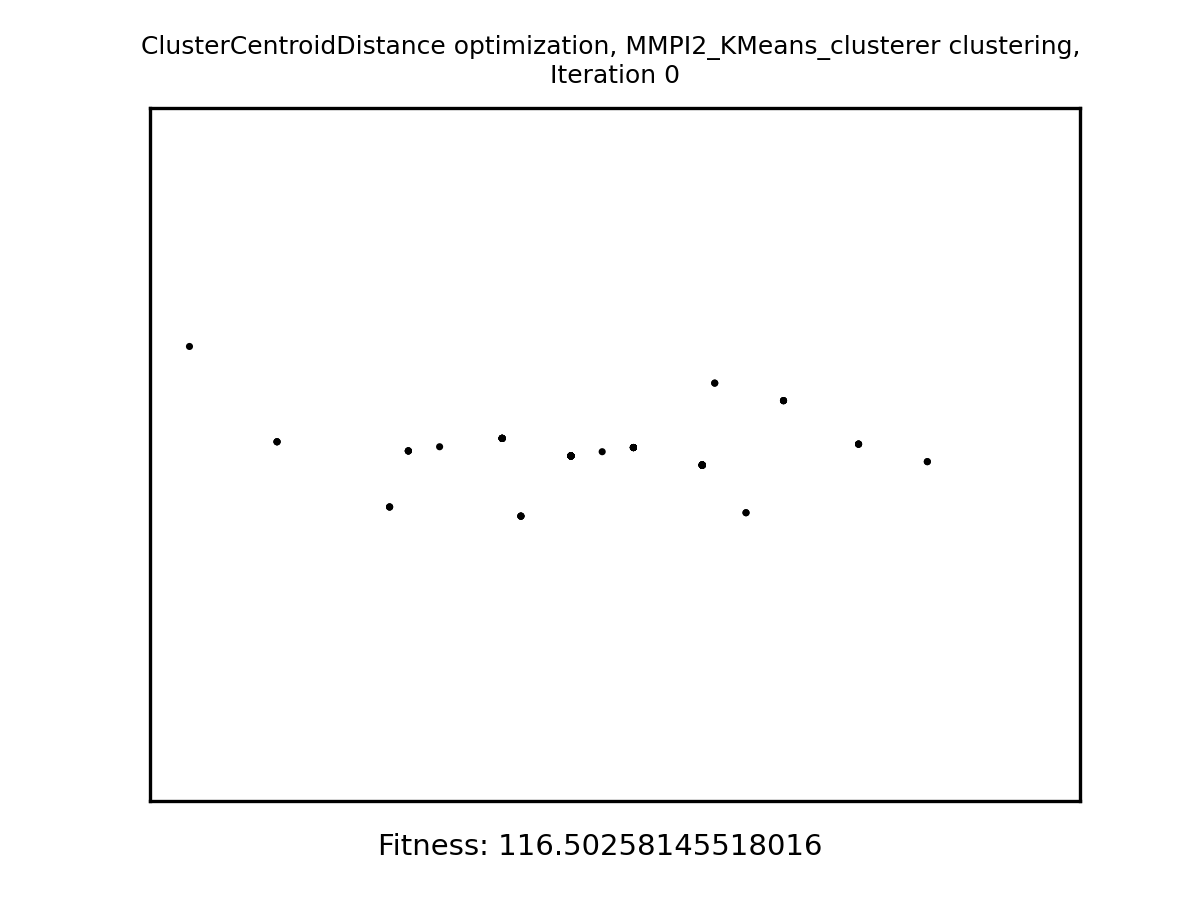 ClusterCentroidDistance optimization, MMPI2_KMeans_clusterer clustering,
Iteration 0
Fitness: 116.50258145518016